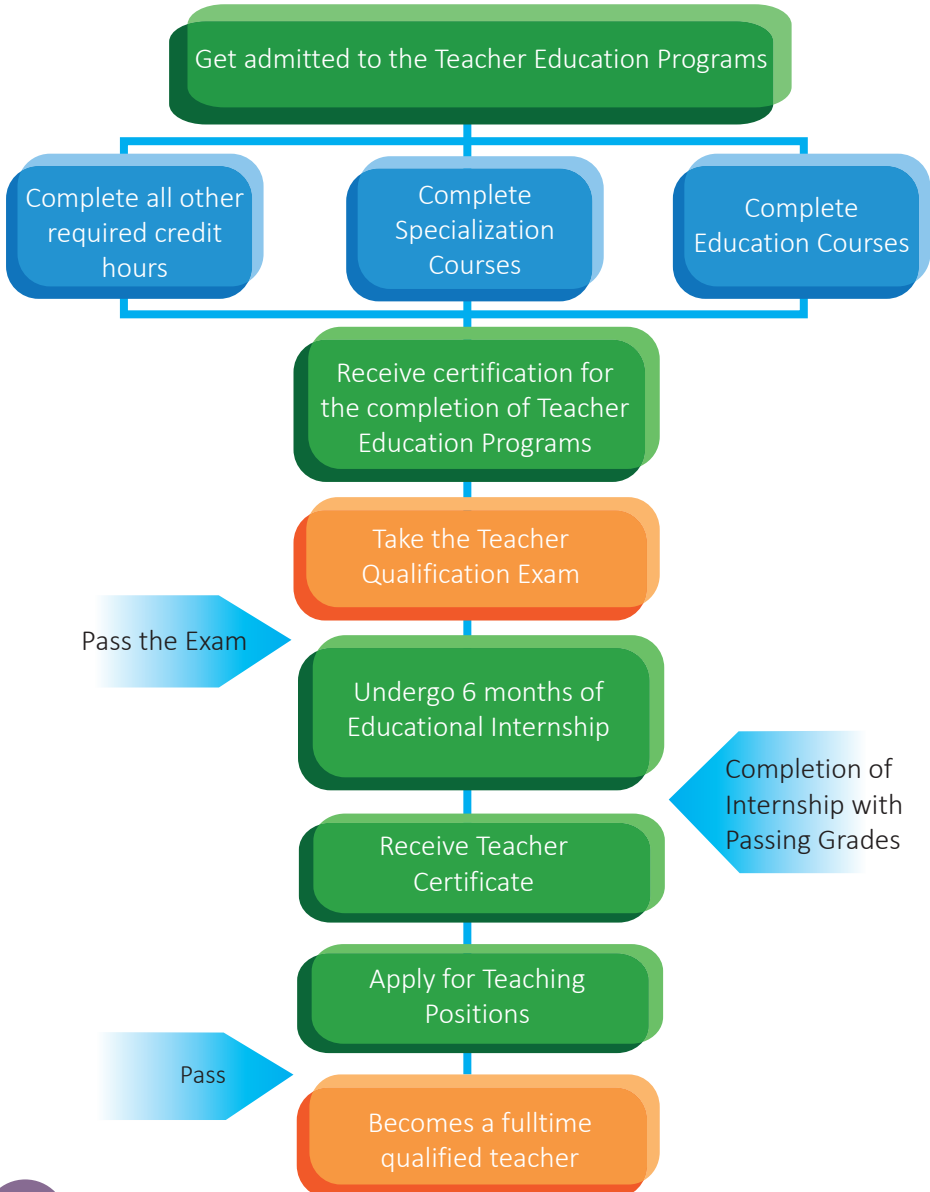 Get admitted to the Teacher Education Programs
Complete all other
required credit
hours
Complete
Specialization
Courses
Complete
Education Courses
Receive certification for
the completion of Teacher
Education Programs
Take the Teacher
Qualification Exam
Pass the Exam
Undergo 6 months of
Educational Internship
Completion of
Internship with
Passing Grades
Receive Teacher
Certificate
Apply for Teaching
Positions
Pass
Becomes a fulltime
qualified teacher